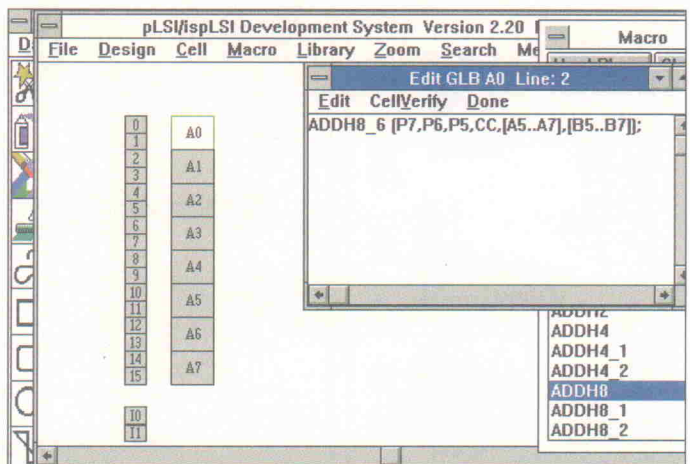 pLSI/ispLSI Development System Version 2.20
File Design Cell Macro Library Zoom Search Me
Macro
Edit GLB A0 Line: 2
Edit CellVerify Done
ADDH8_6 (P7,P6,P5,CC,[A5..A7],[B5..B7]);
0
1
2
3
4
5
6
7
8
9
10
11
12
13
14
15
I0
I1
A0
A1
A2
A3
A4
A5
A6
A7
ADDH2
ADDH4
ADDH4_1
ADDH4_2
ADDH8
ADDH8_1
ADDH8_2